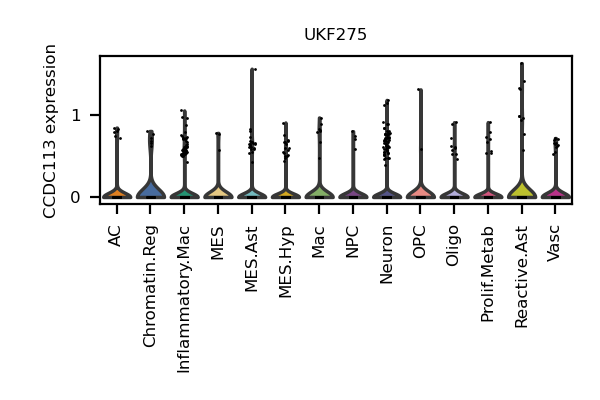 UKF275
CCDC113 expression
1
0
AC
Chromatin.Reg
Inflammatory.Mac
MES
MES.Ast
MES.Hyp
Mac
NPC
Neuron
OPC
Oligo
Prolif.Metab
Reactive.Ast
Vasc